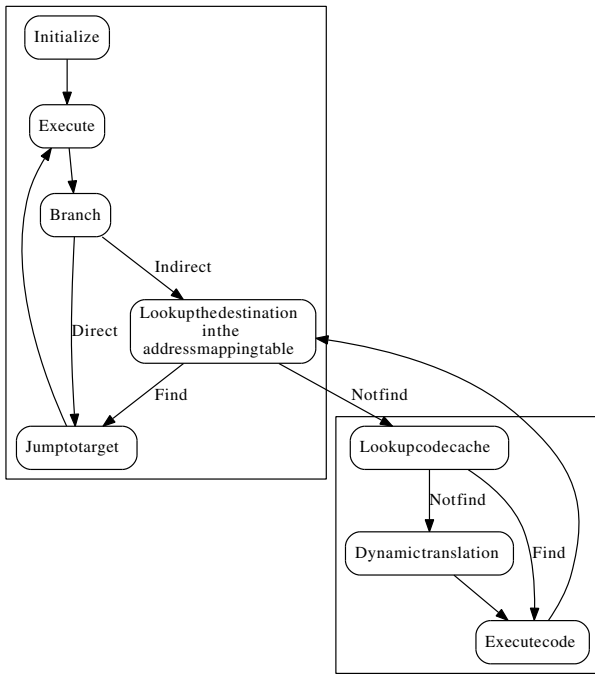 Initialize
Execute
Branch
Indirect
Lookupthedestination
inthe
addressmappingtable
Direct
Find
Notfind
Jumptotarget
Lookupcodecache
Notfind
Dynamictranslation
Find
Executecode